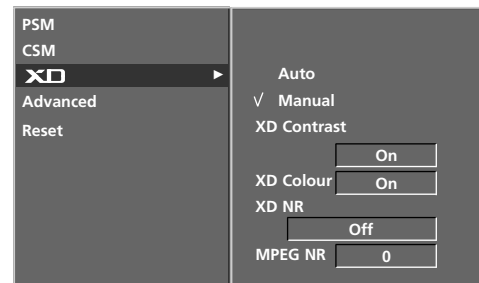 PSM
CSM
XD ►
Advanced
Reset
Auto
√ Manual
XD Contrast
On
XD Colour On
XD NR
Off
MPEG NR 0